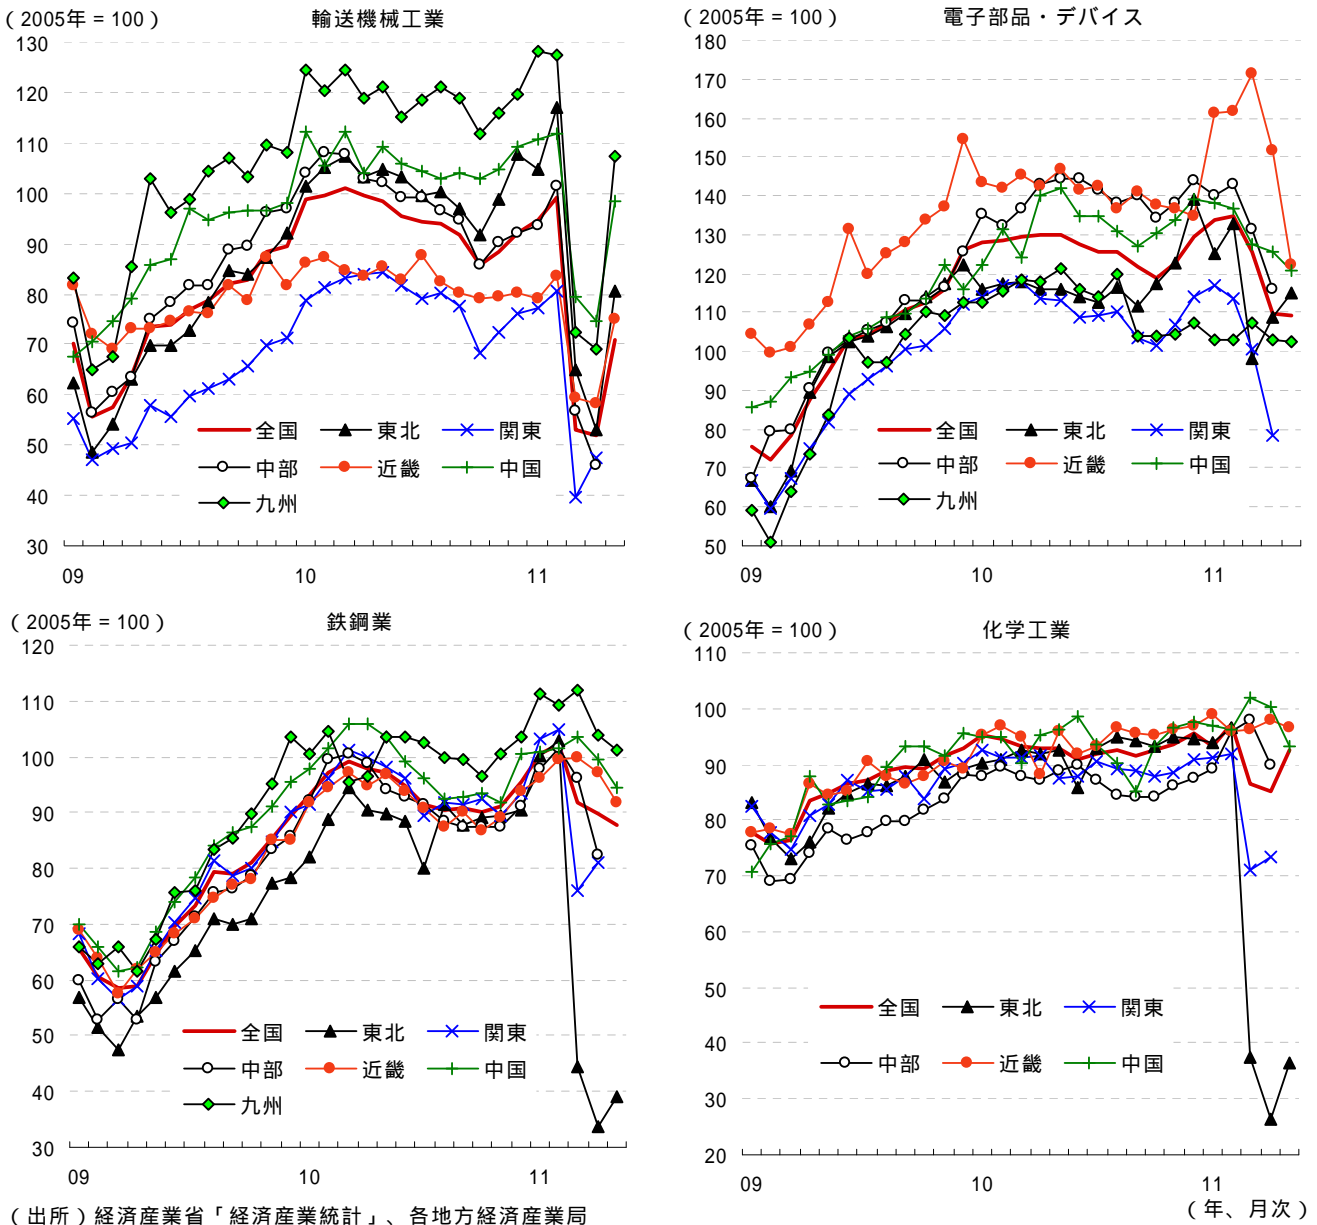 （2005年＝100）　輸送機械工業
130
120
110
100
90
80
70
60
50
40
30
全国　東北　関東
中部　近畿　中国
九州
09　10　11
（2005年＝100）　電子部品・デバイス
180
170
160
150
140
130
120
110
100
90
80
70
60
50
全国　東北　関東
中部　近畿　中国
九州
09　10　11
（2005年＝100）　鉄鋼業
120
110
100
90
80
70
60
50
40
30
全国　東北　関東
中部　近畿　中国
九州
09　10　11
（2005年＝100）　化学工業
110
100
90
80
70
60
50
40
30
20
全国　東北　関東
中部　近畿　中国
09　10　11
（年、月次）
（出所）経済産業省「経済産業統計」、各地方経済産業局